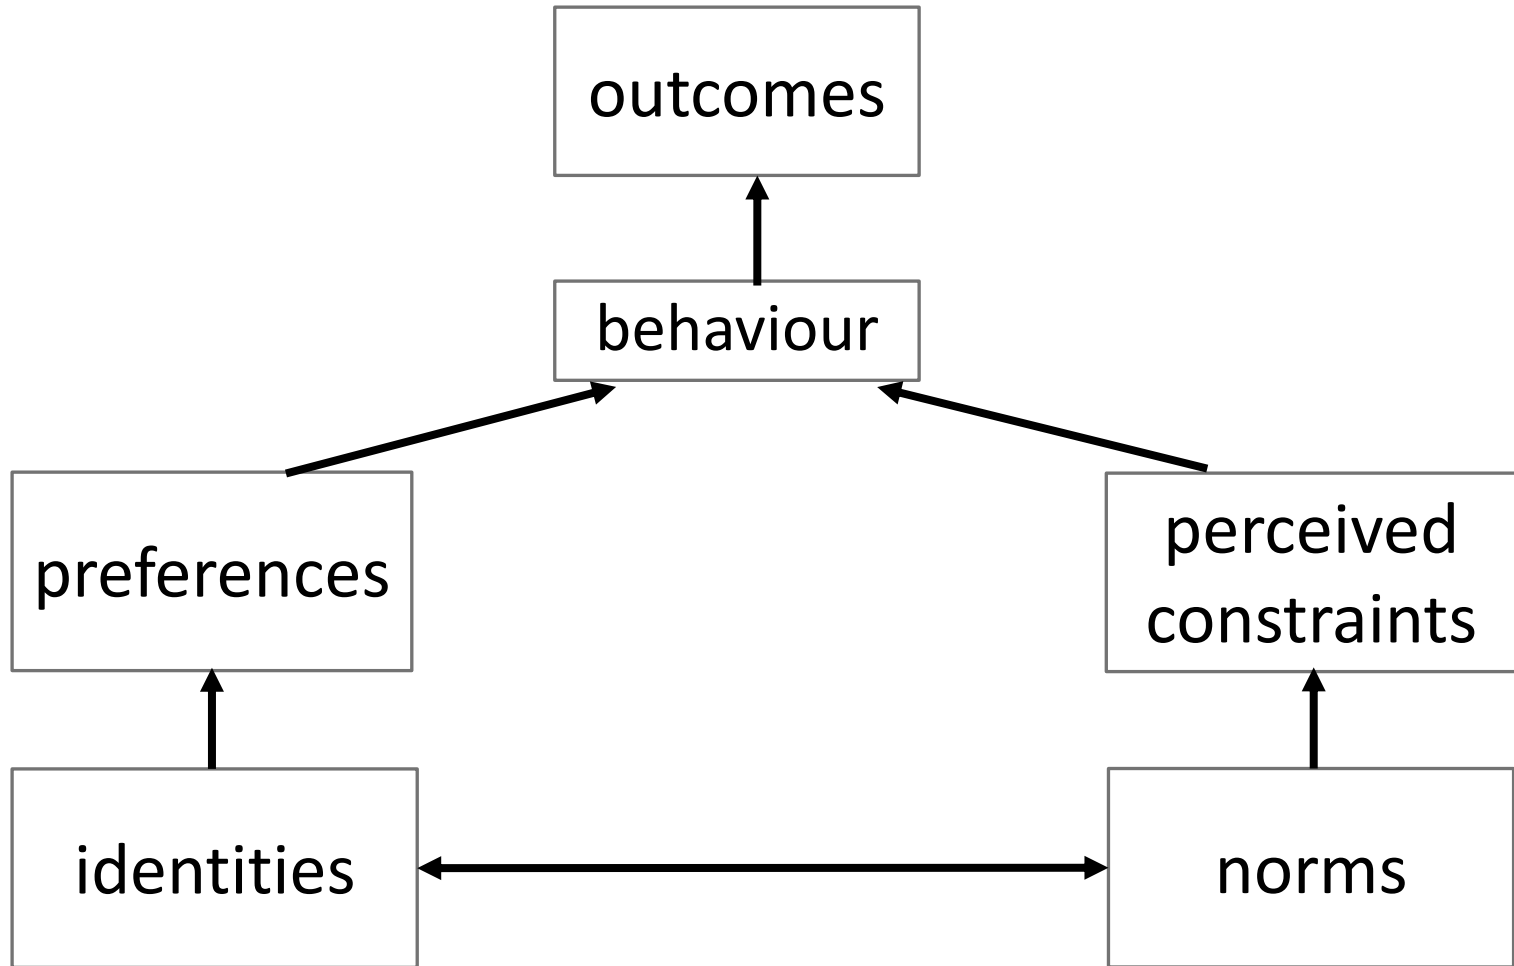 outcomes
behaviour
preferences
perceived
constraints
identities
norms